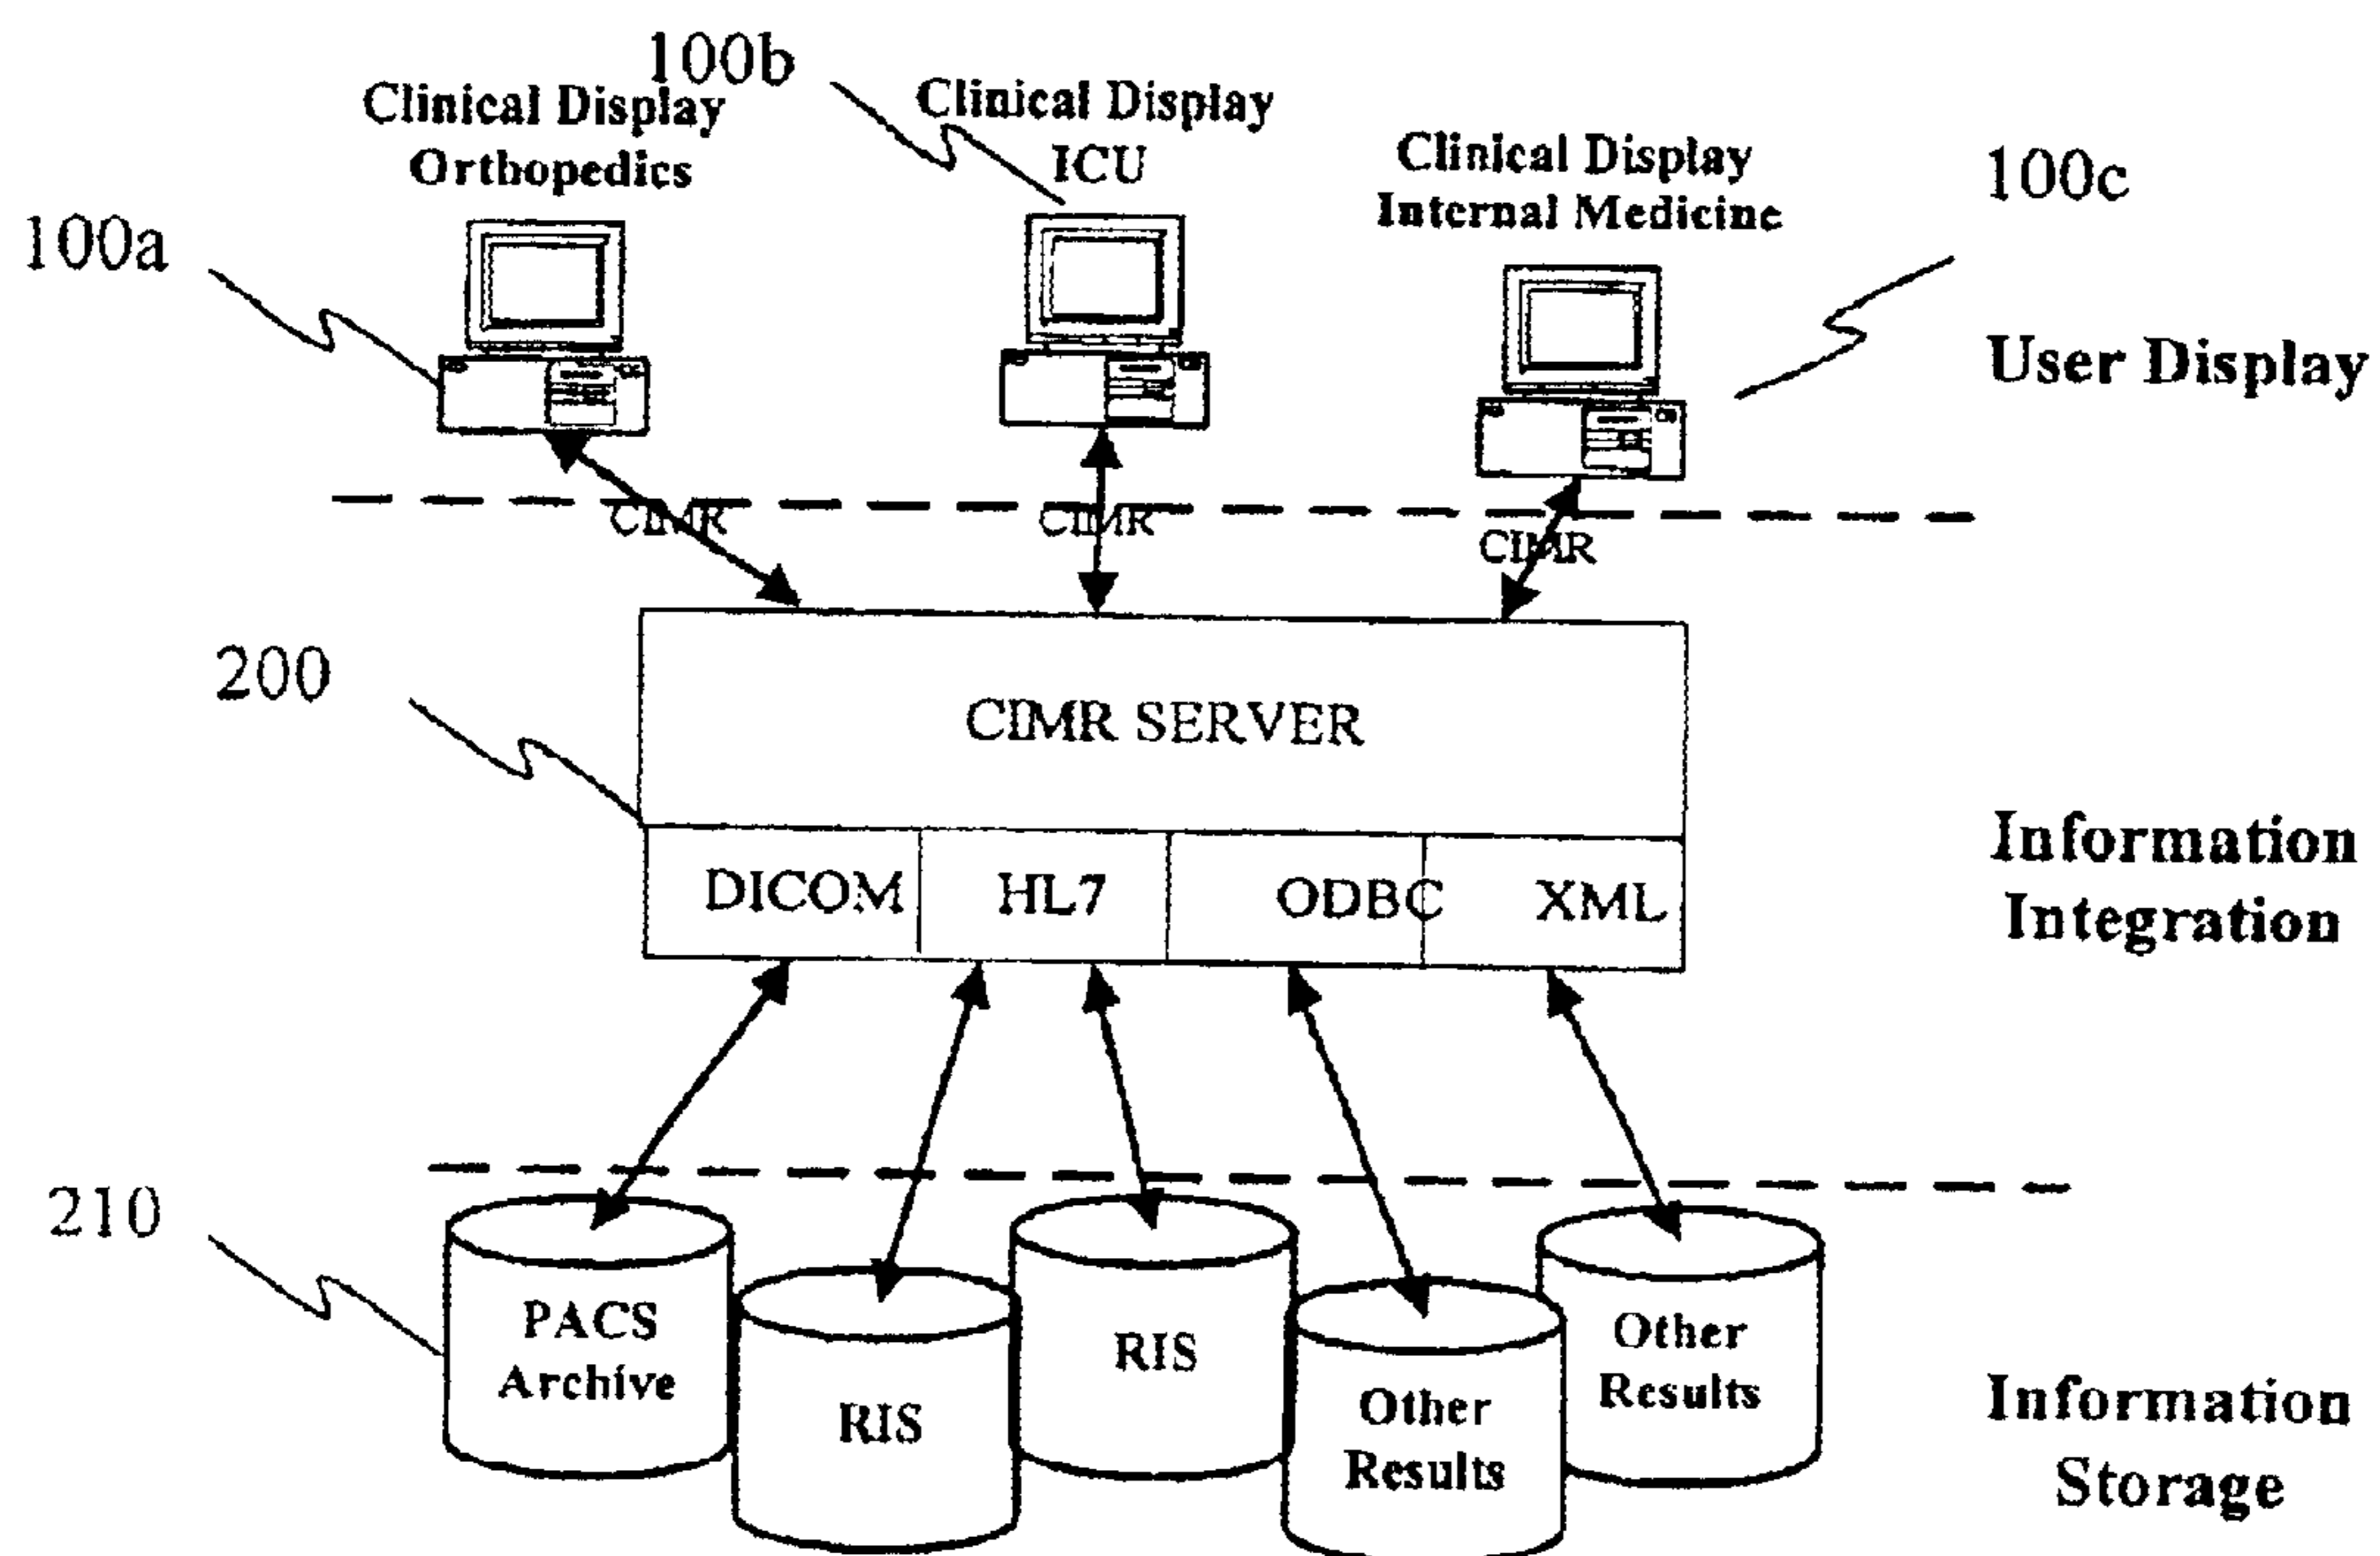 100b
Clinical Display
Orthopedics
Clinical Display
ICU
Clinical Display
Internal Medicine
100c
100a
User Display
CIMR
CIMR
CIMR
200
CIMR SERVER
DICOM
HL7
ODBC
XML
Information
Integration
210
PACS
Archive
RIS
RIS
Other
Results
Other
Results
Information
Storage